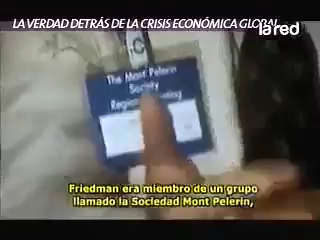 LA VERDAD DETRÁS DE LA CRISIS ECONÓMICA GLOBAL
la red
The Mont Pelerin
Society
Friedman era miembro de un grupo
llamado la Sociedad Mont Pelerin,